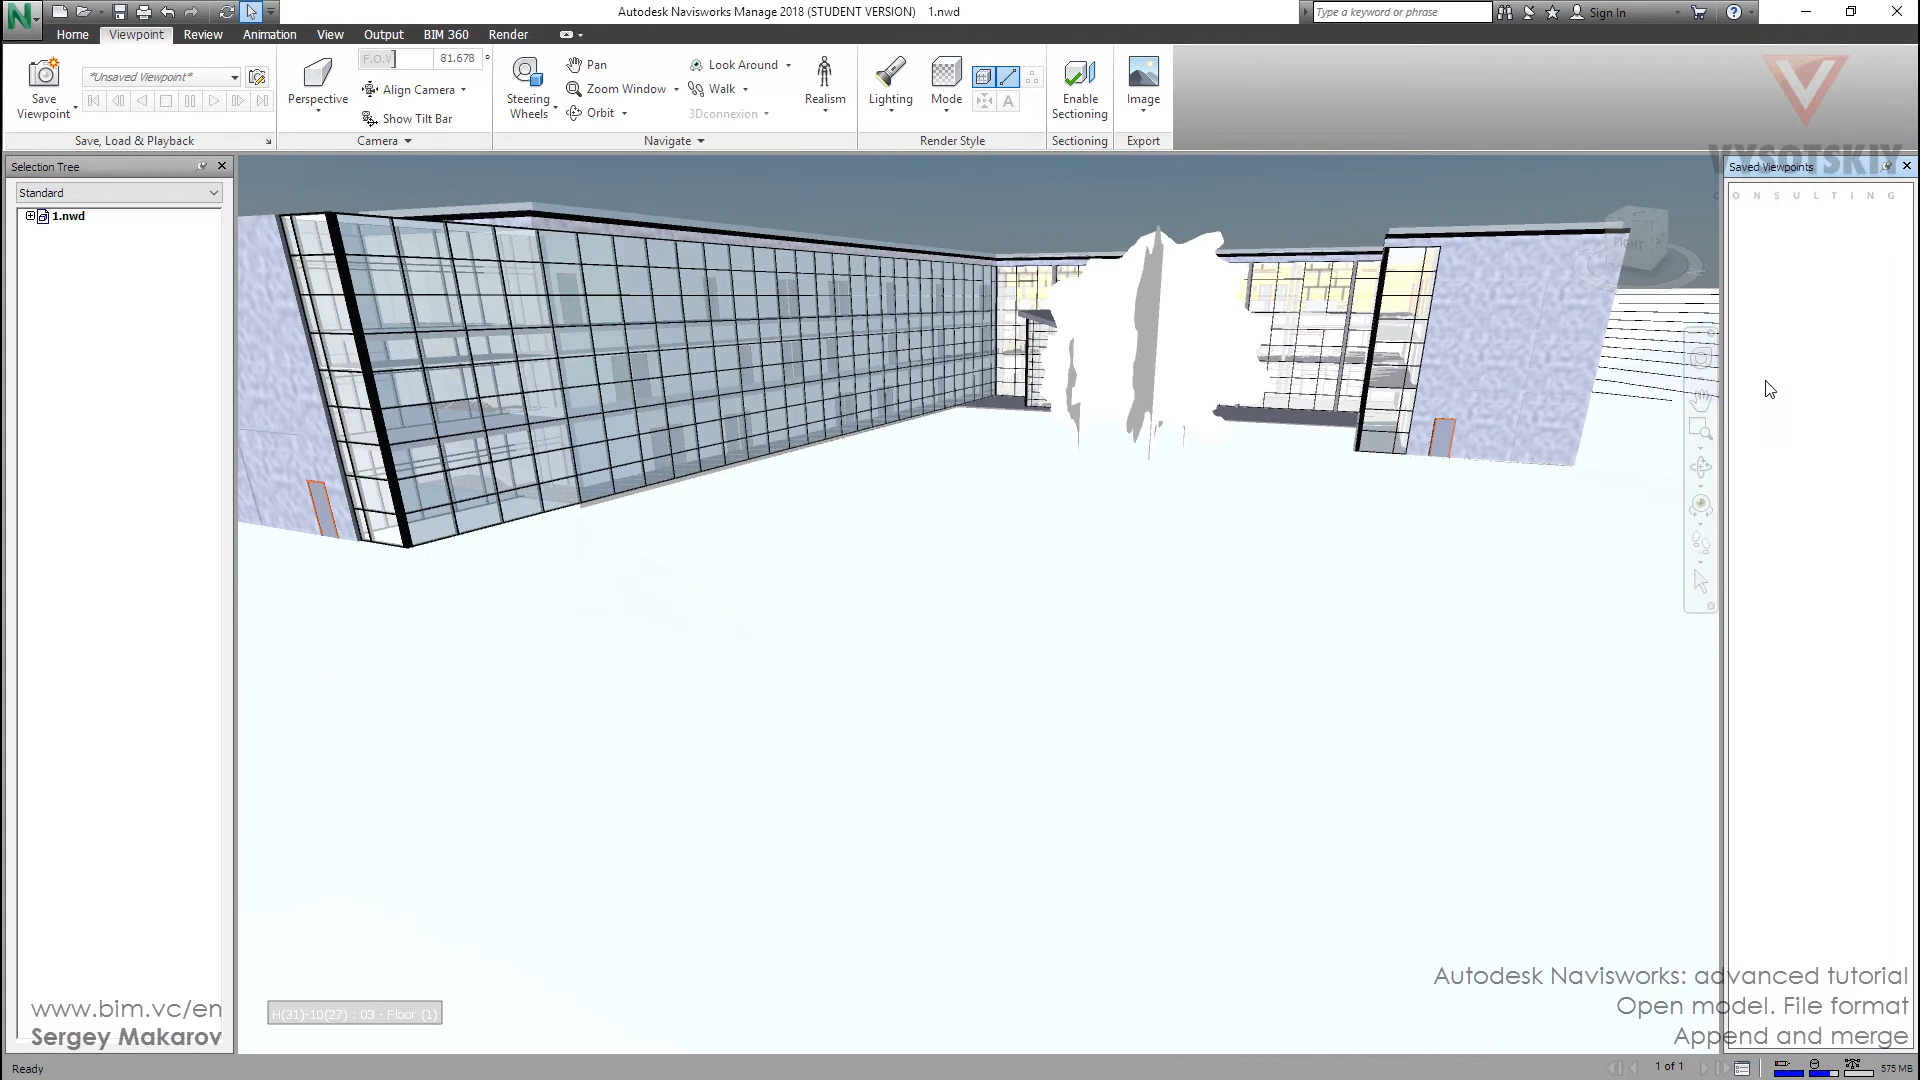 Autodesk Navisworks Manage 2018 (STUDENT VERSION) 1.nwd
Type a keyword or phrase
Sign In
Home Viewpoint Review Animation View Output BIM 360 Render
Save Viewpoint
*Unsaved Viewpoint*
Save, Load & Playback
Perspective
F.O.V
81.678 °
Align Camera
Show Tilt Bar
Camera
Steering Wheels
Pan
Zoom Window
Orbit
Look Around
Walk
3Dconnexion
Navigate
Realism
Lighting
Mode
A
Render Style
Enable Sectioning
Sectioning
Image
Export
VYSOTSKIY
CONSULTING
Selection Tree
Standard
1.nwd
Saved Viewpoints
RIGHT
H(31)-10(27) : 03 - Floor (1)
www.bim.vc/en
Sergey Makarov
Autodesk Navisworks: advanced tutorial
Open model. File format
Append and merge
Ready
1 of 1
575 MB